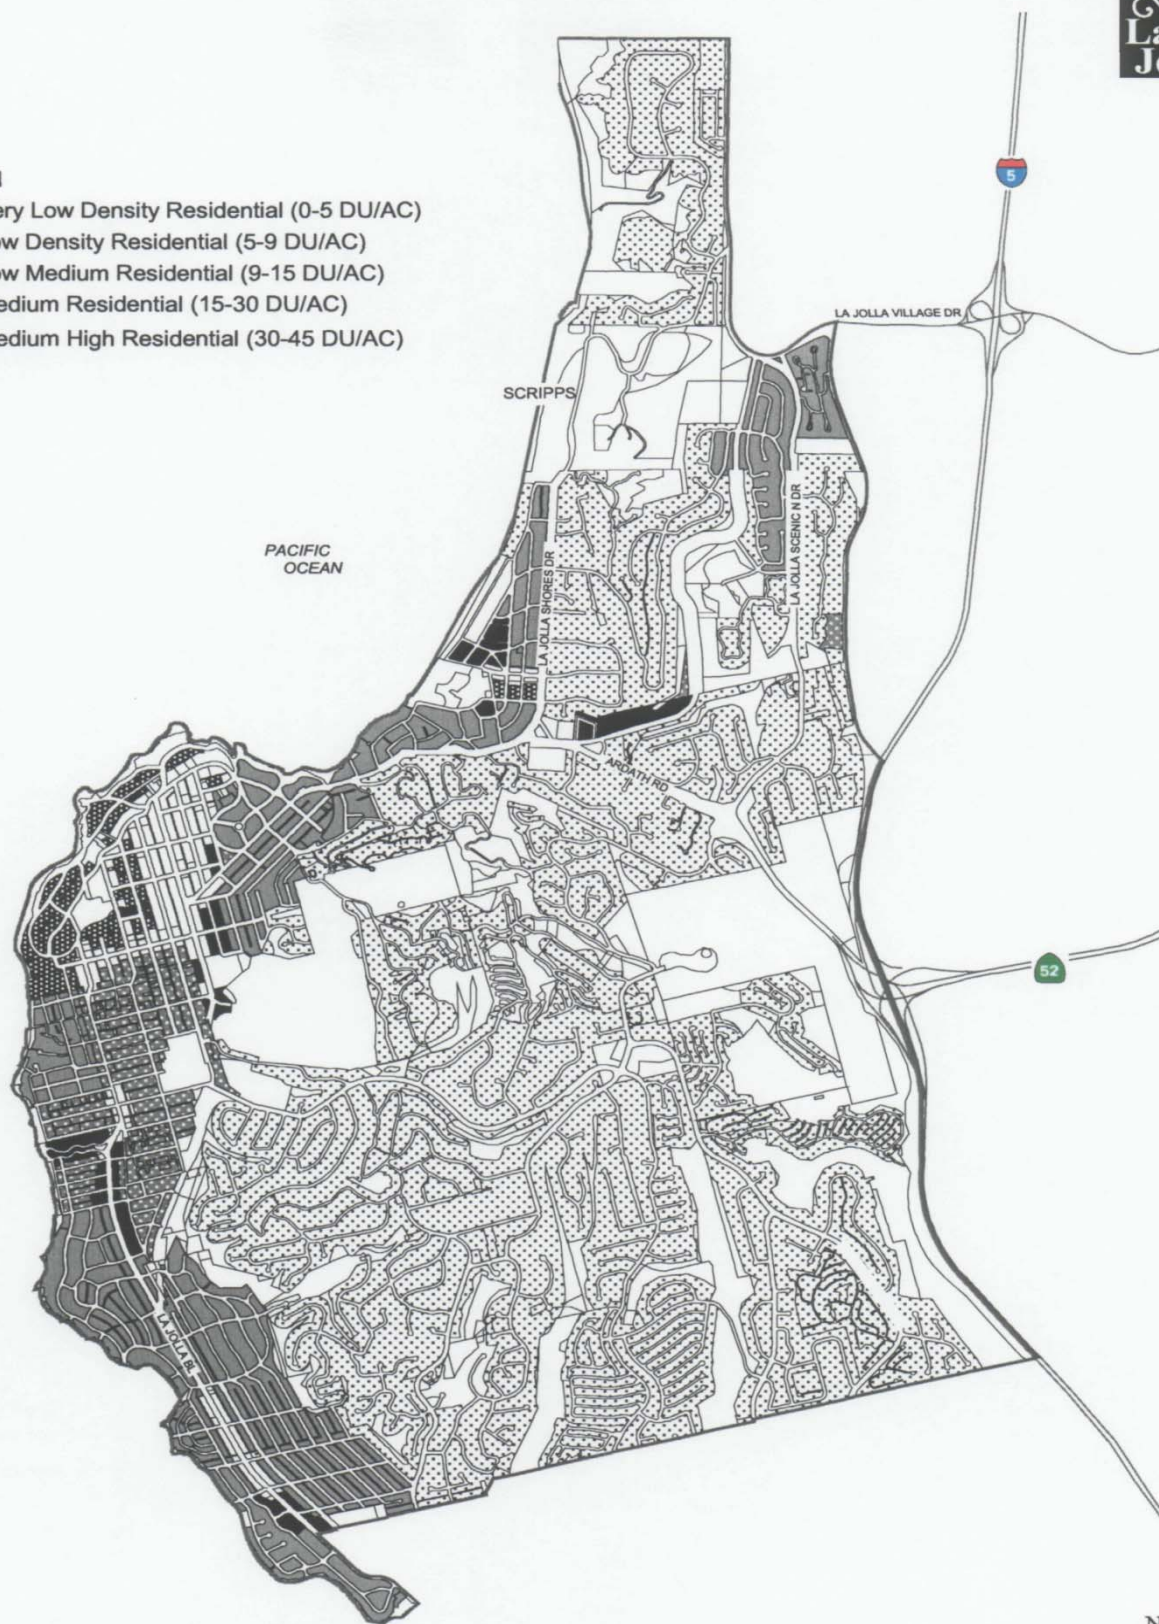 La
Jo
5
ery Low Density Residential (0-5 DU/AC)
ow Density Residential (5-9 DU/AC)
ow Medium Residential (9-15 DU/AC)
edium Residential (15-30 DU/AC)
edium High Residential (30-45 DU/AC)
LA JOLLA VILLAGE DR
SCRIPPS
LA JOLLA SCENIC N DR
PACIFIC
OCEAN
LA JOLLA SHORES DR
ARDATH RD
52
LA JOLLA BL
N